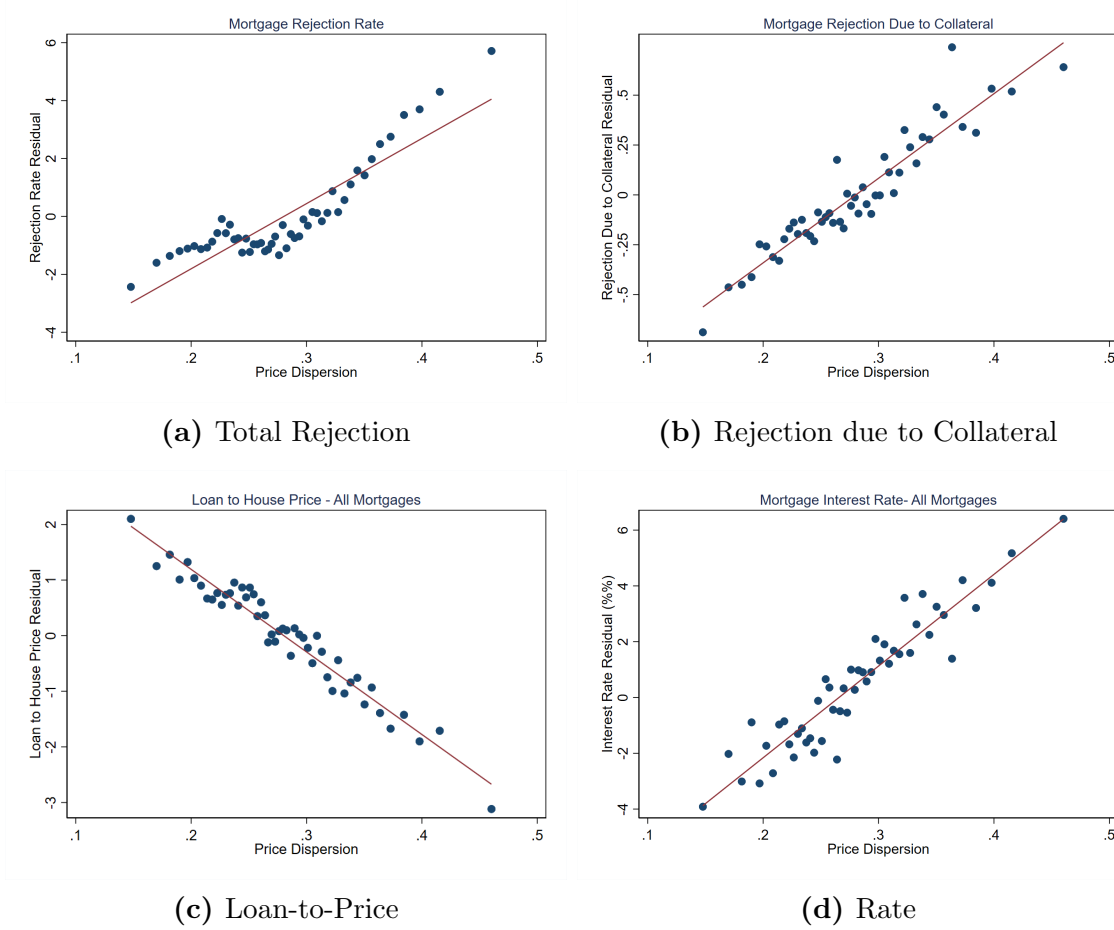 Mortgage Rejection Rate
Rejection Rate Residual
6
4
2
0
-2
-4
.1 .2 .3 .4 .5
Price Dispersion
(a) Total Rejection
Mortgage Rejection Due to Collateral
Rejection Due to Collateral Residual
.5
.25
0
-.25
-.5
.1 .2 .3 .4 .5
Price Dispersion
(b) Rejection due to Collateral
Loan to House Price - All Mortgages
Loan to House Price Residual
2
1
0
-1
-2
-3
.1 .2 .3 .4 .5
Price Dispersion
(c) Loan-to-Price
Mortgage Interest Rate- All Mortgages
Interest Rate Residual (%%)
6
4
2
0
-2
-4
.1 .2 .3 .4 .5
Price Dispersion
(d) Rate